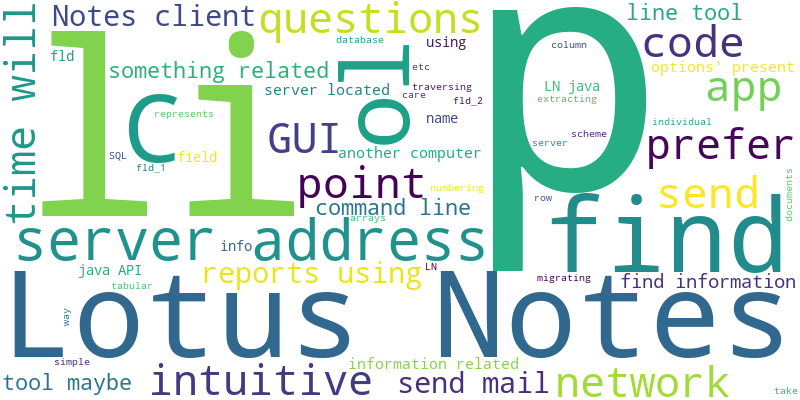 Notes client
questions
line tool
time will
li
fld
database
using
column
code
something related
etc
options' present
server located
traversing
LN java
app
c
ol
care
fld_2
extracting
p
represents
name
individual
GUI
scheme
prefer
SQL
field
another computer
server
fld_1
point
numbering
row
send
documents
command line
arrays
find
server address
info
java API
reports using
LN
migrating
find information
tabular
Lotus Notes
way
simple
information related
tool maybe
intuitive
send mail
network
take